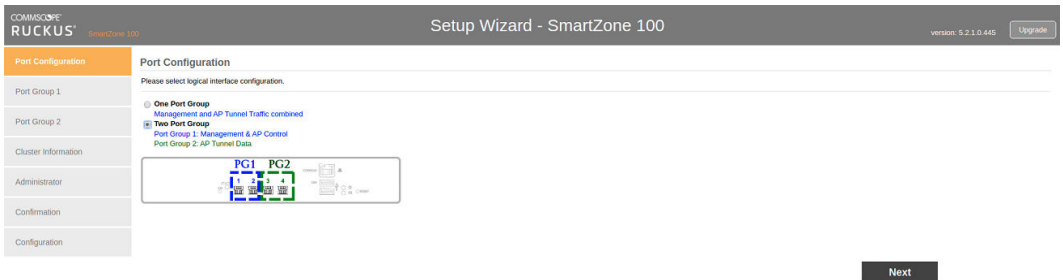 COMMSCOPE
RUCKUS SmartZone 100
Setup Wizard - SmartZone 100
version: 5.2.1.0.445
Upgrade
Port Configuration
Port Group 1
Port Group 2
Cluster Information
Administrator
Confirmation
Configuration
Port Configuration
Please select logical interface configuration.
One Port Group
Management and AP Tunnel Traffic combined
Two Port Group
Port Group 1: Management & AP Control
Port Group 2: AP Tunnel Data
PG1 PG2
1 2 3 4
Next